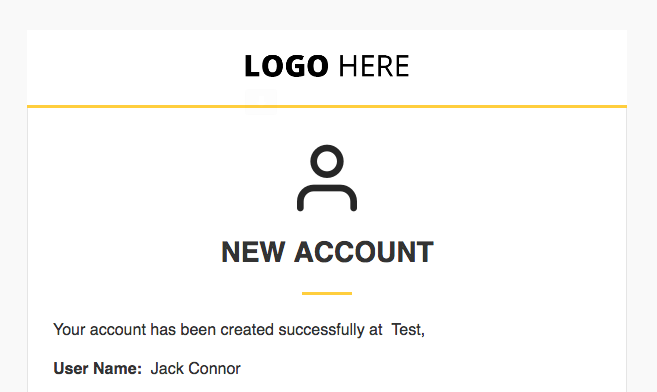 LOGO HERE
NEW ACCOUNT
Your account has been created successfully at  Test,
User Name:  Jack Connor